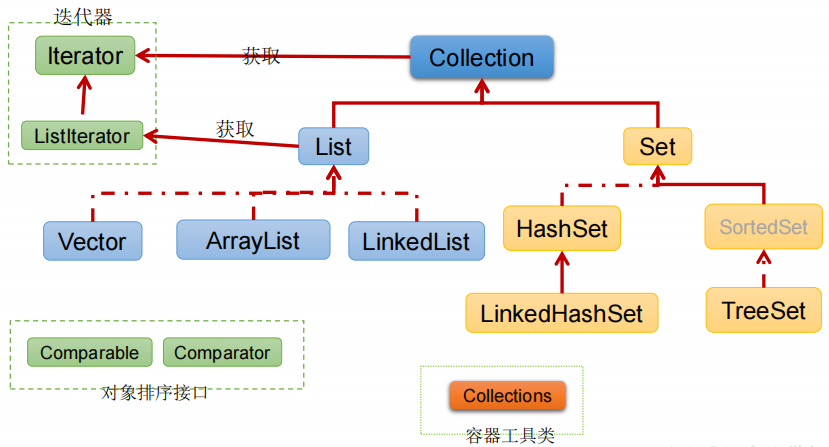 迭代器
Iterator
获取
Collection
ListIterator
获取
List
Set
Vector
ArrayList
LinkedList
HashSet
SortedSet
LinkedHashSet
TreeSet
Comparable
Comparator
对象排序接口
Collections
容器工具类